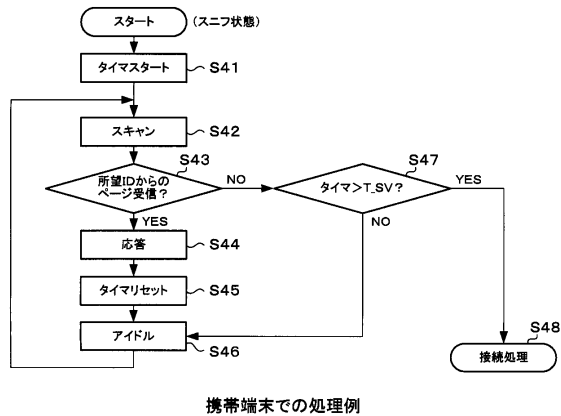 スタート
(スニフ状態)
タイマスタート
S41
スキャン
S42
S43
所望IDからの
ページ受信？
NO
YES
S47
タイマ>T_SV？
YES
NO
応答
S44
タイマリセット
S45
アイドル
S46
S48
接続処理
携帯端末での処理例